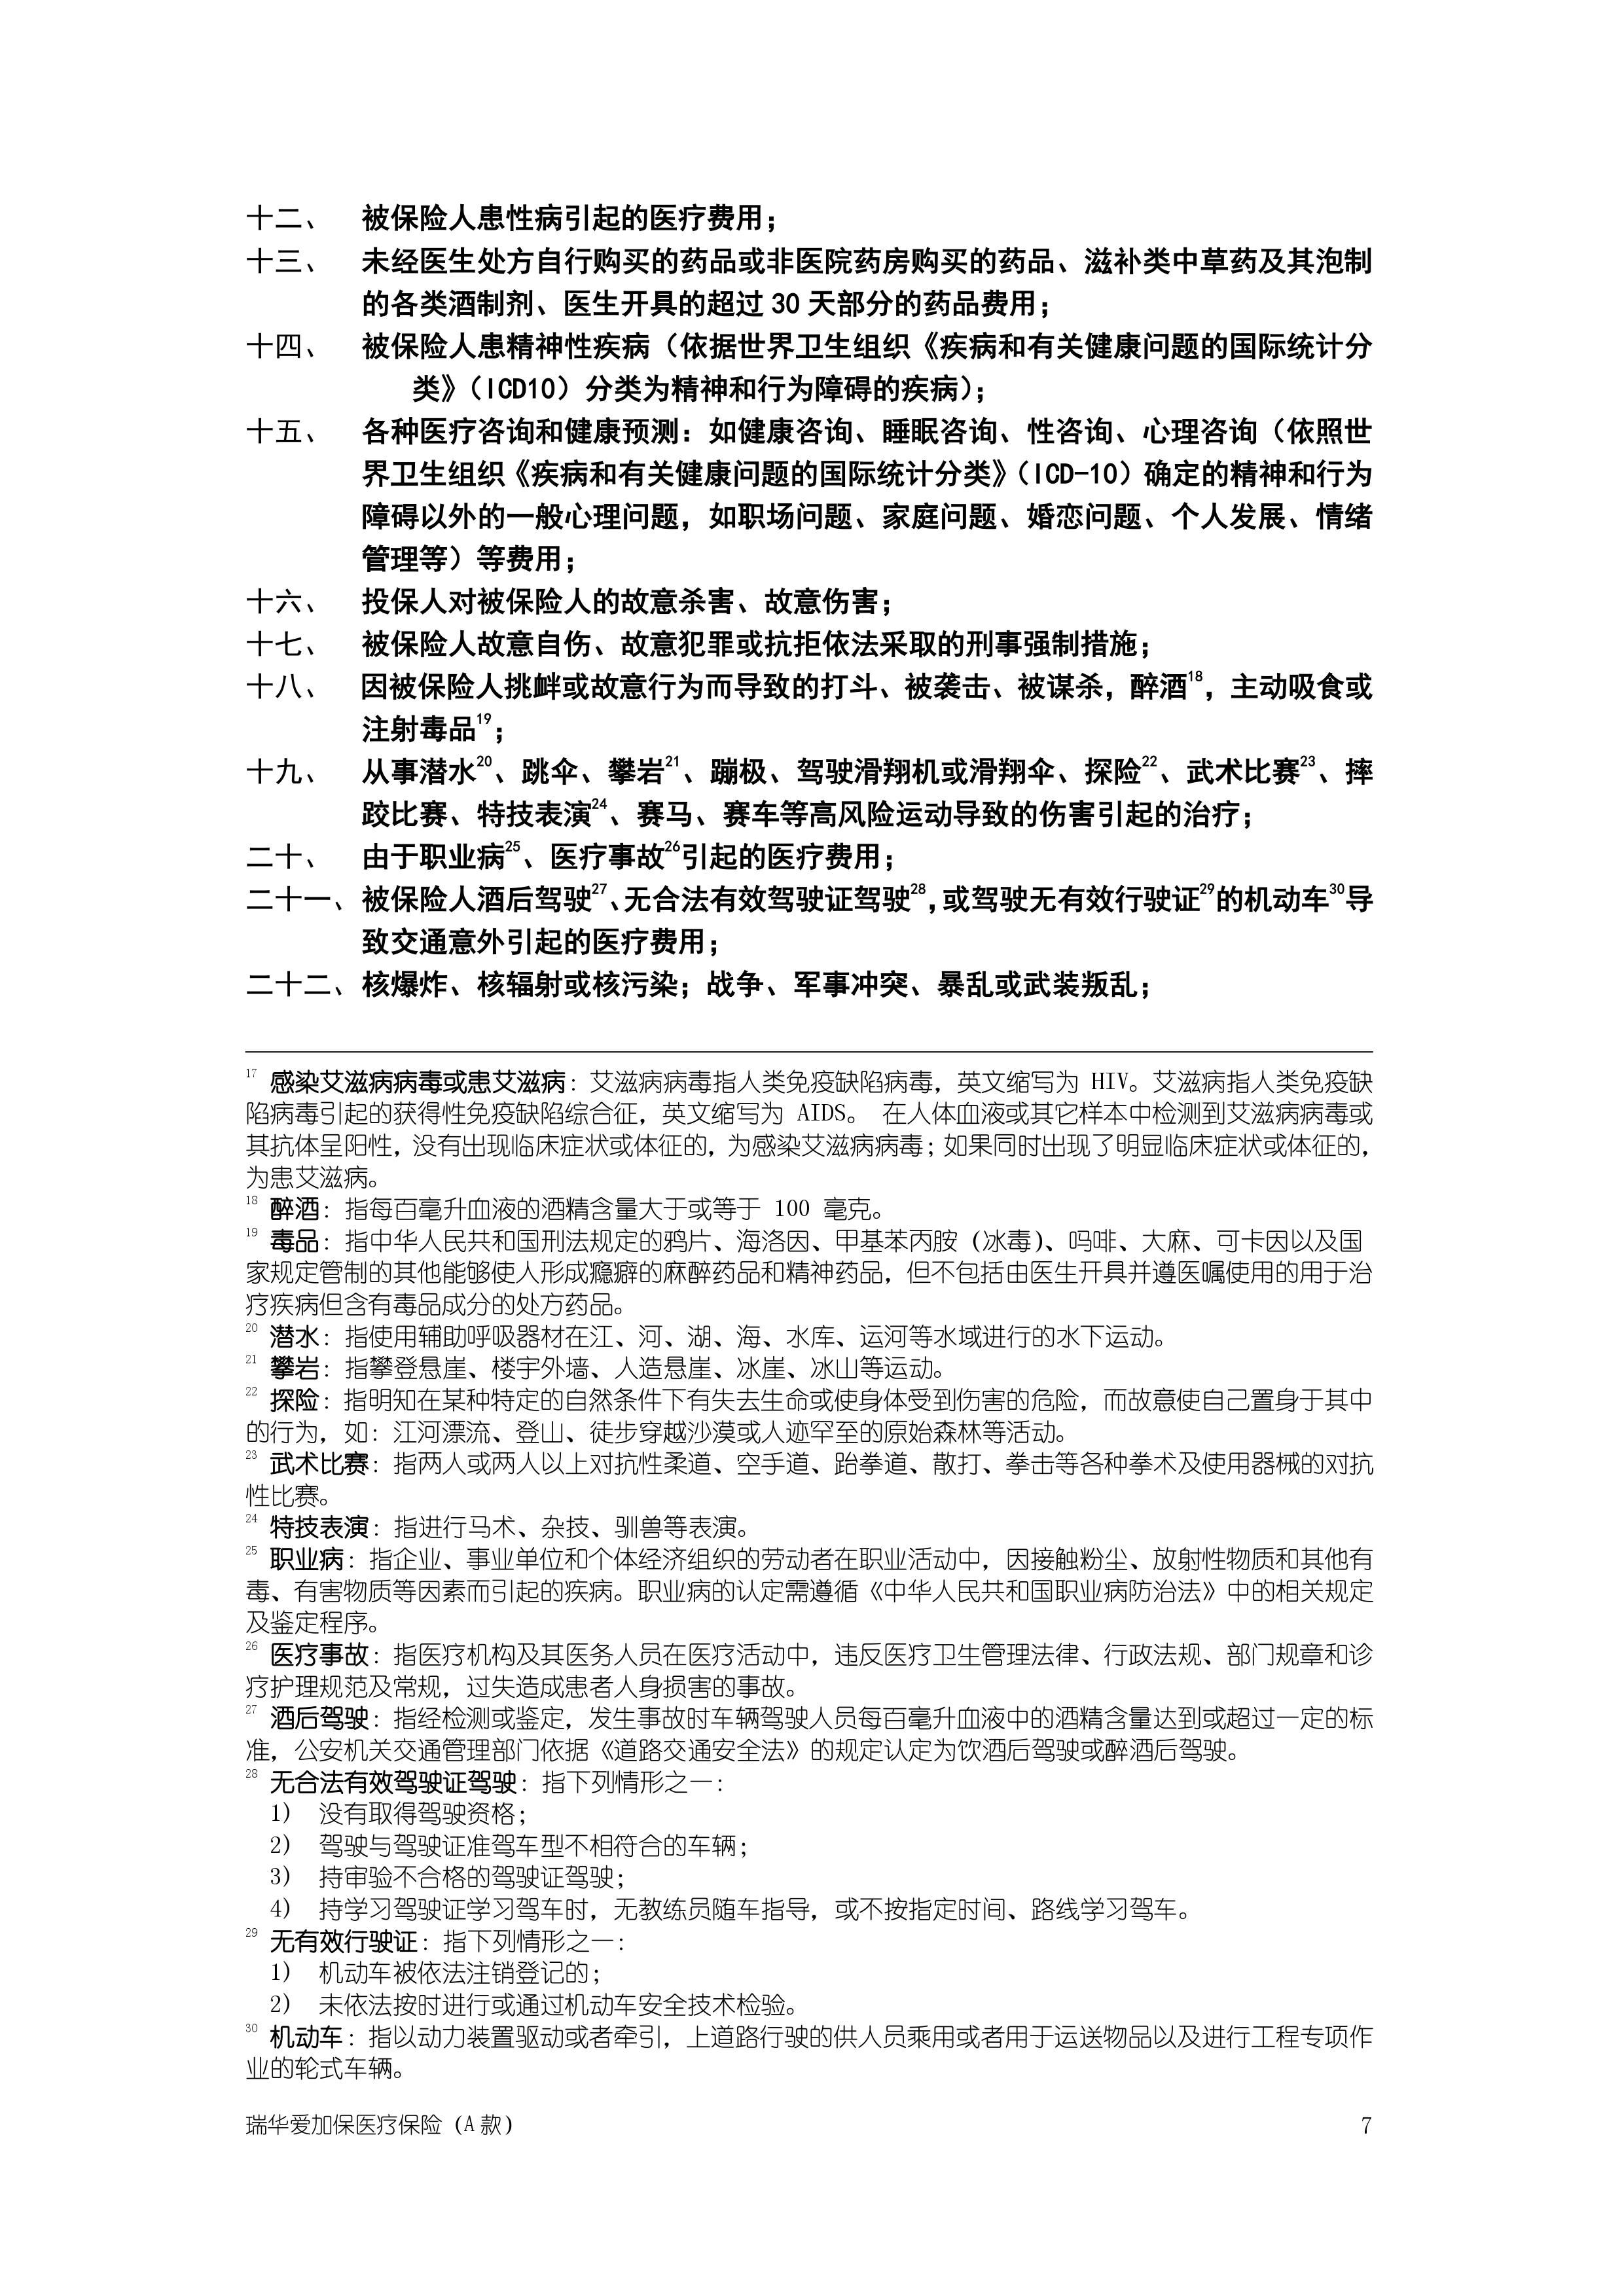 十二、 被保险人患性病引起的医疗费用；
十三、 未经医生处方自行购买的药品或非医院药房购买的药品、滋补类中草药及其泡制
的各类酒制剂、医生开具的超过 30 天部分的药品费用；
十四、 被保险人患精神性疾病（依据世界卫生组织《疾病和有关健康问题的国际统计分
类》（ICD10）分类为精神和行为障碍的疾病）；
十五、 各种医疗咨询和健康预测：如健康咨询、睡眠咨询、性咨询、心理咨询（依照世
界卫生组织《疾病和有关健康问题的国际统计分类》（ICD-10）确定的精神和行为
障碍以外的一般心理问题，如职场问题、家庭问题、婚恋问题、个人发展、情绪
管理等）等费用；
十六、 投保人对被保险人的故意杀害、故意伤害；
十七、 被保险人故意自伤、故意犯罪或抗拒依法采取的刑事强制措施；
十八、 因被保险人挑衅或故意行为而导致的打斗、被袭击、被谋杀，醉酒18，主动吸食或
注射毒品19；
十九、 从事潜水20、跳伞、攀岩21、蹦极、驾驶滑翔机或滑翔伞、探险22、武术比赛23、摔
跤比赛、特技表演24、赛马、赛车等高风险运动导致的伤害引起的治疗；
二十、 由于职业病25、医疗事故26引起的医疗费用；
二十一、被保险人酒后驾驶27、无合法有效驾驶证驾驶28，或驾驶无有效行驶证29的机动车30导
致交通意外引起的医疗费用；
二十二、核爆炸、核辐射或核污染；战争、军事冲突、暴乱或武装叛乱；
17 感染艾滋病病毒或患艾滋病：艾滋病病毒指人类免疫缺陷病毒，英文缩写为 HIV。艾滋病指人类免疫缺
陷病毒引起的获得性免疫缺陷综合征，英文缩写为 AIDS。 在人体血液或其它样本中检测到艾滋病病毒或
其抗体呈阳性，没有出现临床症状或体征的，为感染艾滋病病毒；如果同时出现了明显临床症状或体征的，
为患艾滋病。
18 醉酒：指每百毫升血液的酒精含量大于或等于 100 毫克。
19 毒品：指中华人民共和国刑法规定的鸦片、海洛因、甲基苯丙胺（冰毒）、吗啡、大麻、可卡因以及国
家规定管制的其他能够使人形成瘾癖的麻醉药品和精神药品，但不包括由医生开具并遵医嘱使用的用于治
疗疾病但含有毒品成分的处方药品。
20 潜水：指使用辅助呼吸器材在江、河、湖、海、水库、运河等水域进行的水下运动。
21 攀岩：指攀登悬崖、楼宇外墙、人造悬崖、冰崖、冰山等运动。
22 探险：指明知在某种特定的自然条件下有失去生命或使身体受到伤害的危险，而故意使自己置身于其中
的行为，如：江河漂流、登山、徒步穿越沙漠或人迹罕至的原始森林等活动。
23 武术比赛：指两人或两人以上对抗性柔道、空手道、跆拳道、散打、拳击等各种拳术及使用器械的对抗
性比赛。
24 特技表演：指进行马术、杂技、驯兽等表演。
25 职业病：指企业、事业单位和个体经济组织的劳动者在职业活动中，因接触粉尘、放射性物质和其他有
毒、有害物质等因素而引起的疾病。职业病的认定需遵循《中华人民共和国职业病防治法》中的相关规定
及鉴定程序。
26 医疗事故：指医疗机构及其医务人员在医疗活动中，违反医疗卫生管理法律、行政法规、部门规章和诊
疗护理规范及常规，过失造成患者人身损害的事故。
27 酒后驾驶：指经检测或鉴定，发生事故时车辆驾驶人员每百毫升血液中的酒精含量达到或超过一定的标
准，公安机关交通管理部门依据《道路交通安全法》的规定认定为饮酒后驾驶或醉酒后驾驶。
28 无合法有效驾驶证驾驶：指下列情形之一：
1) 没有取得驾驶资格；
2) 驾驶与驾驶证准驾车型不相符合的车辆；
3) 持审验不合格的驾驶证驾驶；
4) 持学习驾驶证学习驾车时，无教练员随车指导，或不按指定时间、路线学习驾车。
29 无有效行驶证：指下列情形之一：
1) 机动车被依法注销登记的；
2) 未依法按时进行或通过机动车安全技术检验。
30 机动车：指以动力装置驱动或者牵引，上道路行驶的供人员乘用或者用于运送物品以及进行工程专项作
业的轮式车辆。
瑞华爱加保医疗保险（A 款） 7